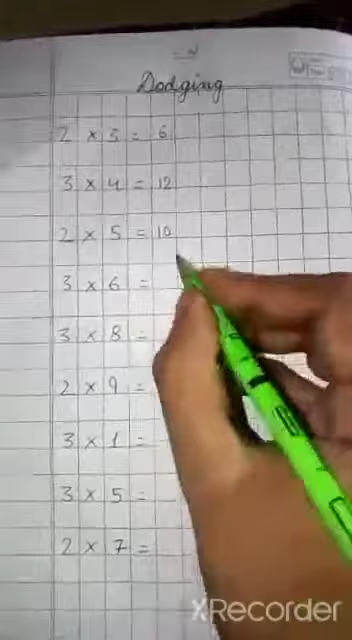 Dodging
2 × 3 = 6
3 × 4 = 12
2 × 5 = 10
3 × 6 =
3 × 8 =
2 × 9 =
3 × 1 =
3 × 5 =
2 × 7 =
XRecorder